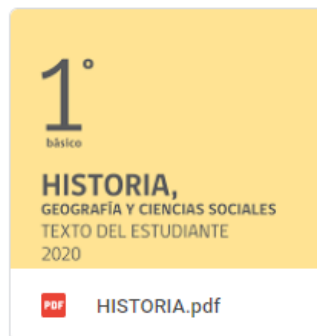 1°
básico
HISTORIA,
GEOGRAFÍA Y CIENCIAS SOCIALES
TEXTO DEL ESTUDIANTE
2020
PDF HISTORIA.pdf